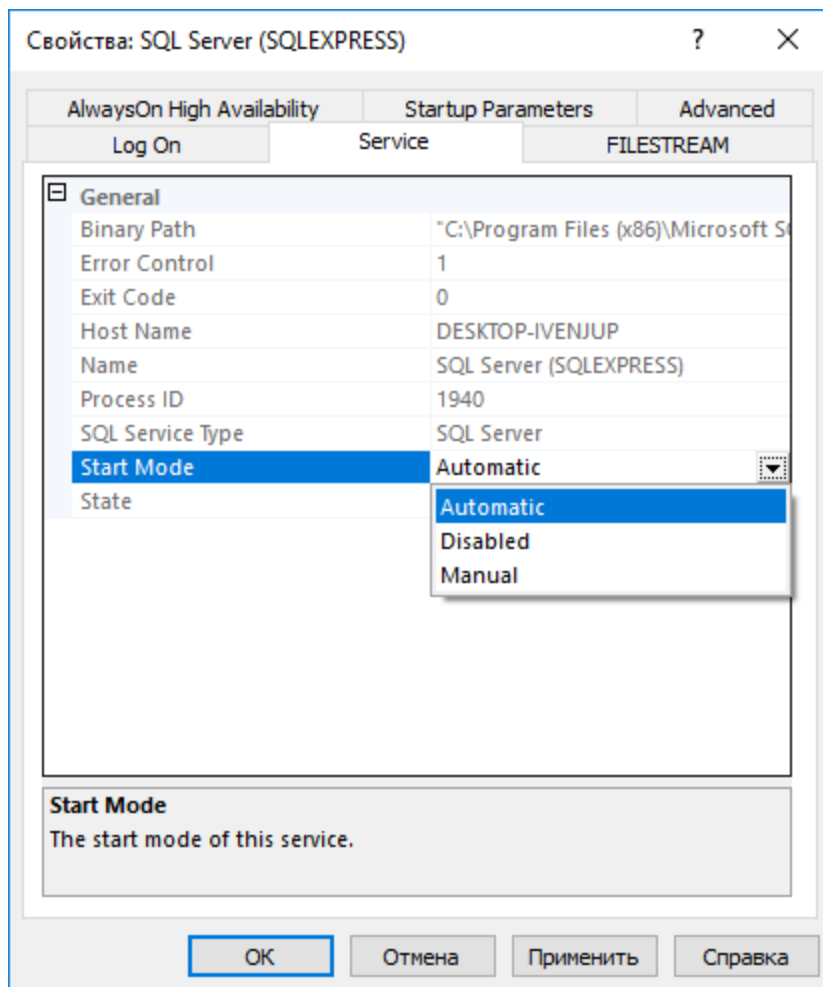 Свойства: SQL Server (SQLEXPRESS) ?
AlwaysOn High Availability Startup Parameters Advanced
Log On Service FILESTREAM
General
Binary Path "C:\Program Files (x86)\Microsoft
Error Control 1
Exit Code 0
Host Name DESKTOP-IVENJUP
Name SQL Server (SQLEXPRESS)
Process ID 1940
SQL Service Type SQL Server
Start Mode Automatic
State
Automatic
Disabled
Manual
Start Mode
The start mode of this service.
ОК Отмена Применить Справка